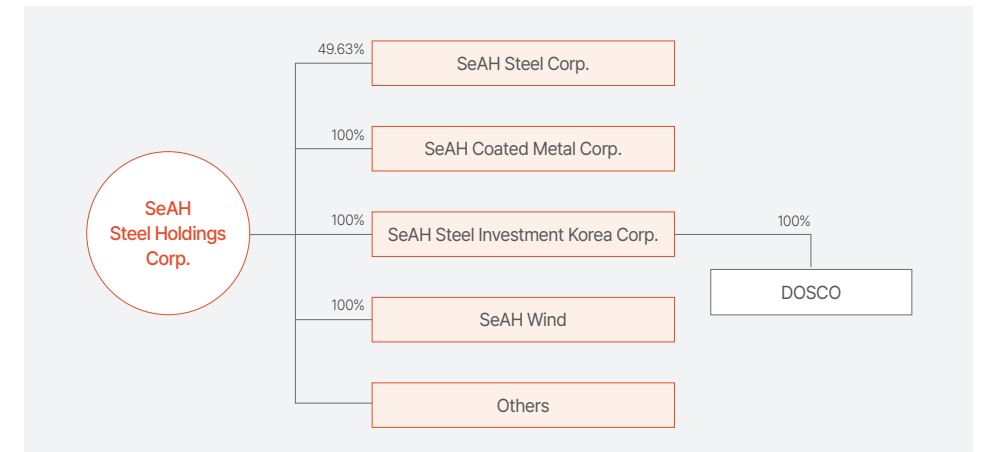 SeAH
Steel Holdings
Corp.
49.63%
SeAH Steel Corp.
100%
SeAH Coated Metal Corp.
100%
SeAH Steel Investment Korea Corp.
100%
DOSCO
100%
SeAH Wind
Others